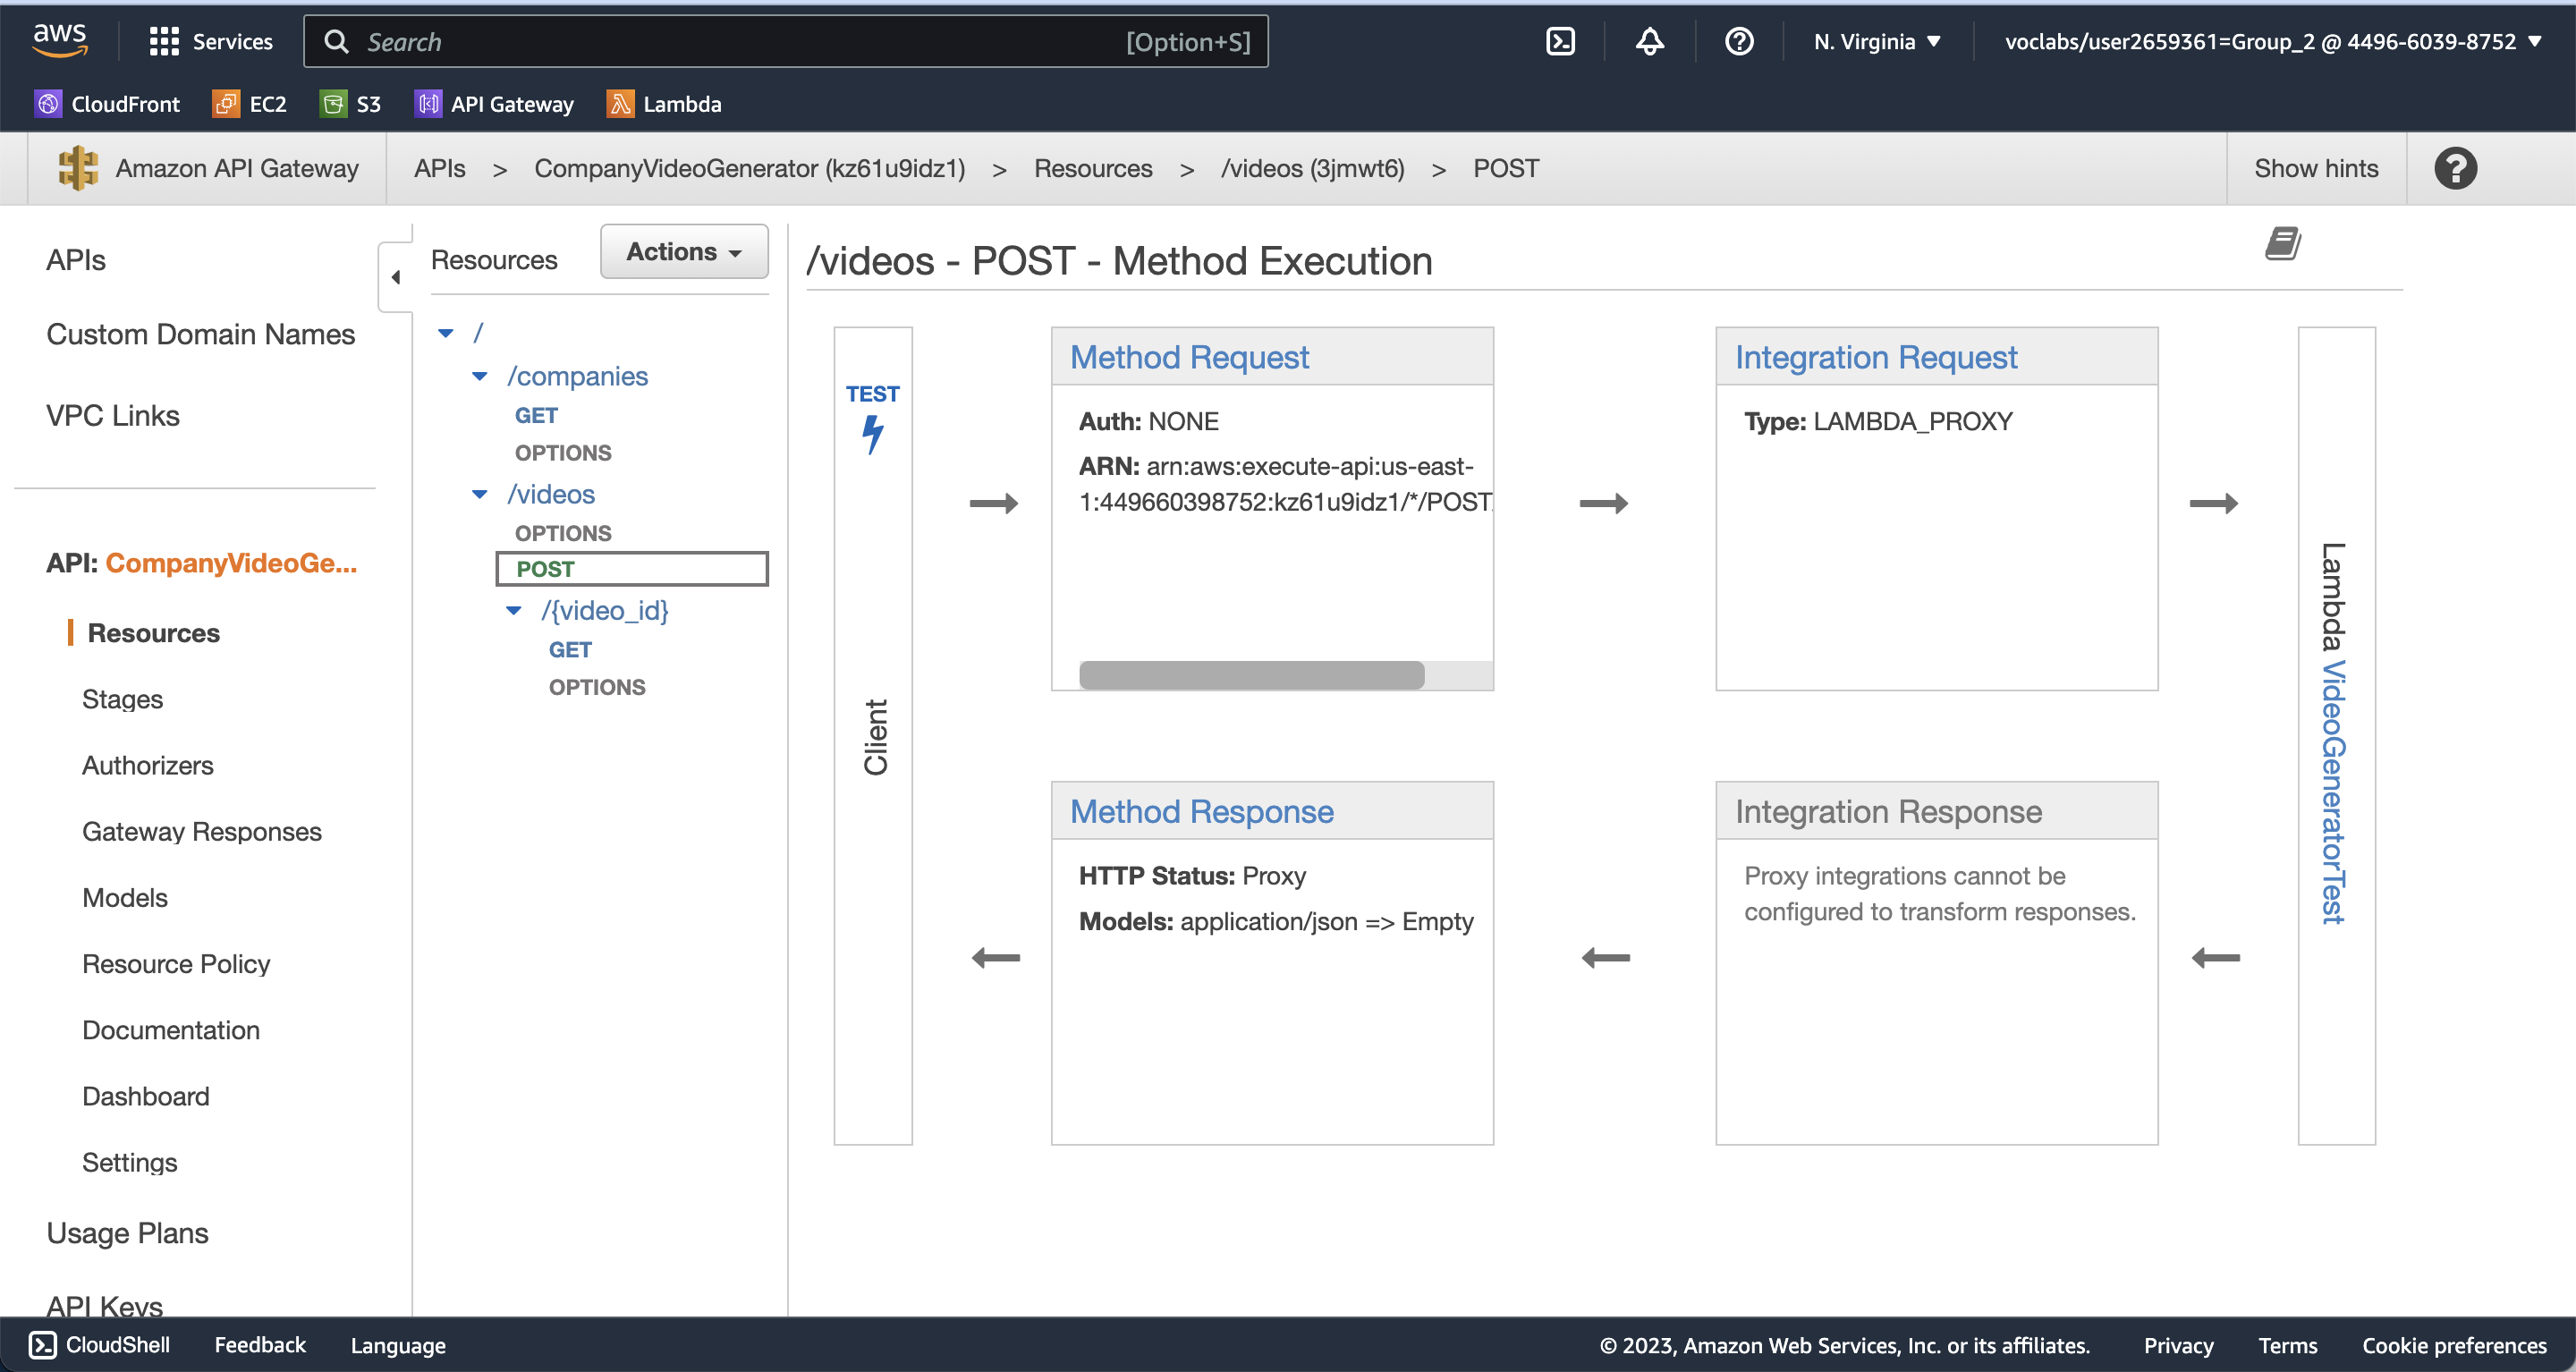 aws
Services
Search
[Option+S]
N. Virginia
voclabs/user2659361=Group_2 @ 4496-6039-8752
CloudFront
EC2
S3
API Gateway
Lambda
Amazon API Gateway
APIs > CompanyVideoGenerator (kz61u9idz1) > Resources > /videos (3jmwt6) > POST
Show hints
APIs
Custom Domain Names
VPC Links
API: CompanyVideoGe...
Resources
Stages
Authorizers
Gateway Responses
Models
Resource Policy
Documentation
Dashboard
Settings
Usage Plans
API Keys
Resources
Actions
/
/companies
GET
OPTIONS
/videos
OPTIONS
POST
/{video_id}
GET
OPTIONS
/videos - POST - Method Execution
TEST
Client
Method Request
Auth: NONE
ARN: arn:aws:execute-api:us-east-
1:449660398752:kz61u9idz1/*/POST
Integration Request
Type: LAMBDA_PROXY
Method Response
HTTP Status: Proxy
Models: application/json => Empty
Integration Response
Proxy integrations cannot be
configured to transform responses.
Lambda VideoGeneratorTest
CloudShell
Feedback
Language
© 2023, Amazon Web Services, Inc. or its affiliates.
Privacy
Terms
Cookie preferences